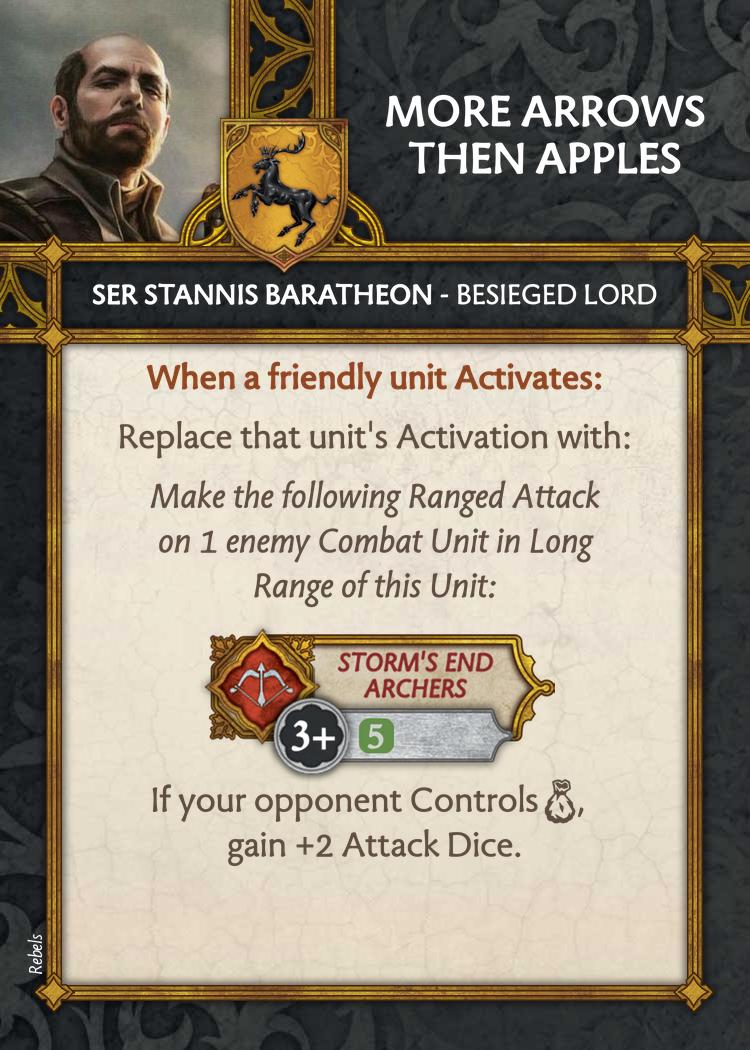 MORE ARROWS
THEN APPLES
SER STANNIS BARATHEON - BESIEGED LORD
When a friendly unit Activates:
Replace that unit's Activation with:
Make the following Ranged Attack
on 1 enemy Combat Unit in Long
Range of this Unit:
STORM'S END
ARCHERS
3+ 5
If your opponent Controls ,
gain +2 Attack Dice.
Rebels